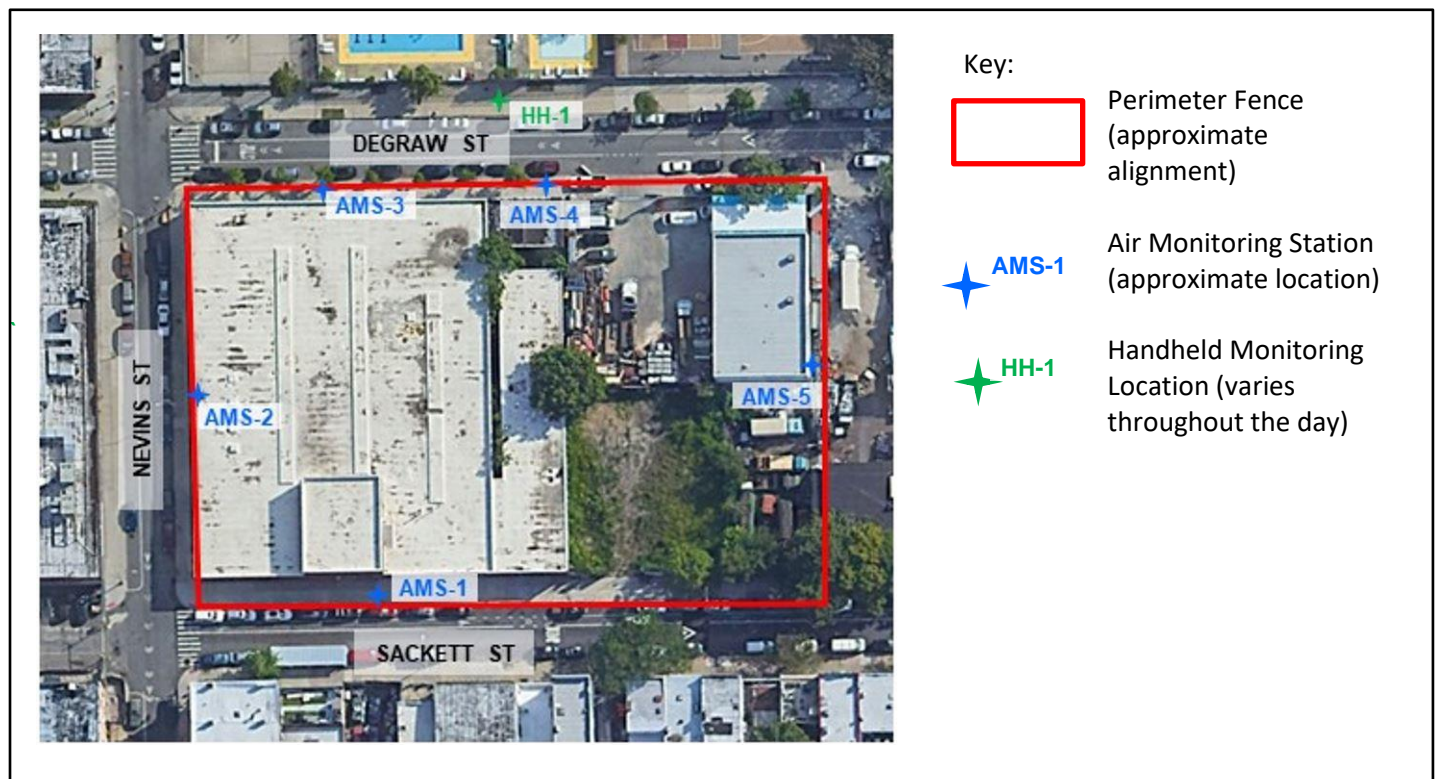 HH-1
DEGRAW ST
AMS-3
AMS-4
AMS-2
AMS-5
NEVINS ST
AMS-1
SACKETT ST
Key:
Perimeter Fence
(approximate
alignment)
AMS-1
Air Monitoring Station
(approximate location)
HH-1
Handheld Monitoring
Location (varies
throughout the day)